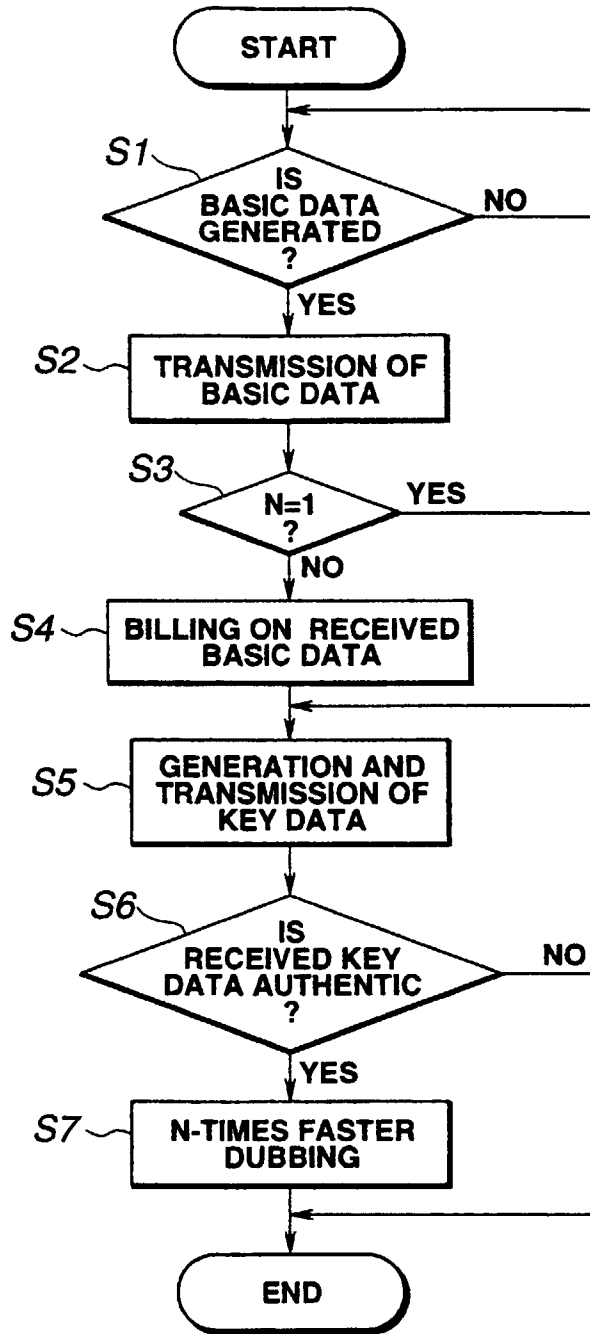 START
S1
IS
BASIC DATA
GENERATED
?
NO
YES
S2
TRANSMISSION OF
BASIC DATA
S3
N=1
?
YES
NO
S4
BILLING ON RECEIVED
BASIC DATA
S5
GENERATION AND
TRANSMISSION OF
KEY DATA
S6
IS
RECEIVED KEY
DATA AUTHENTIC
?
NO
YES
S7
N-TIMES FASTER
DUBBING
END